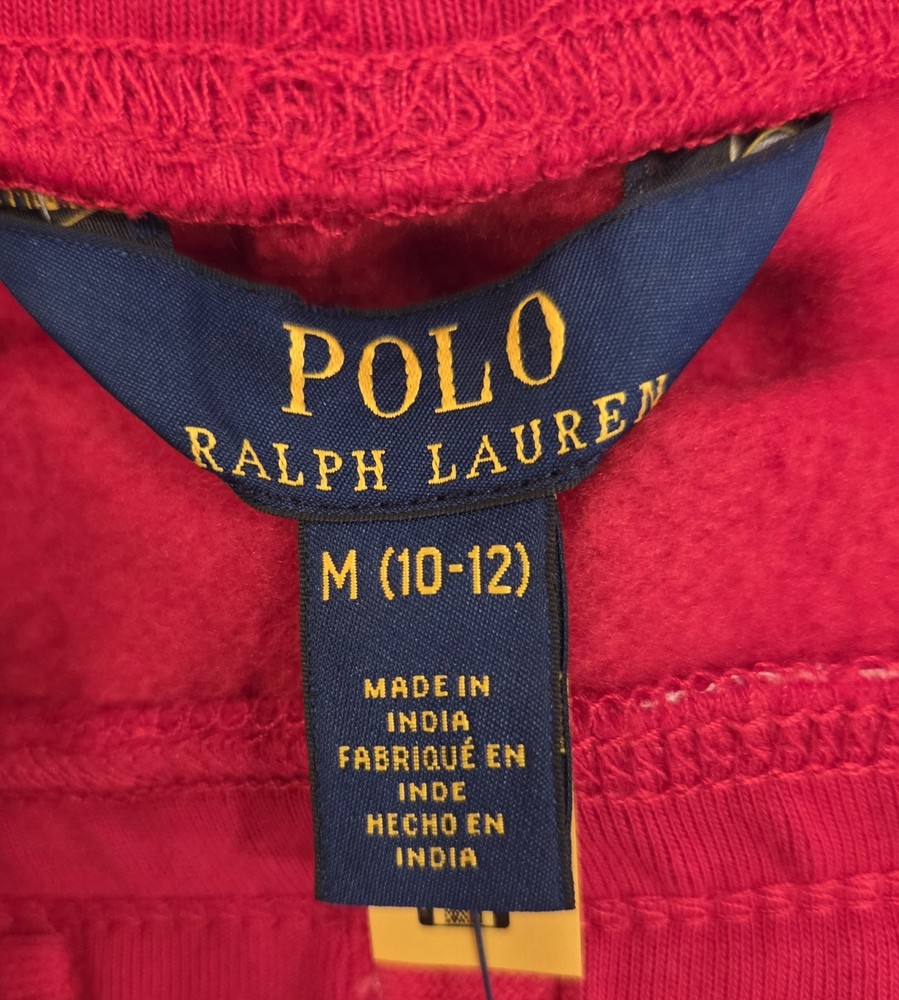 POLO
RALPH LAUREN
M (10-12)
MADE IN
INDIA
FABRIQUÉ EN
INDE
HECHO EN
INDIA